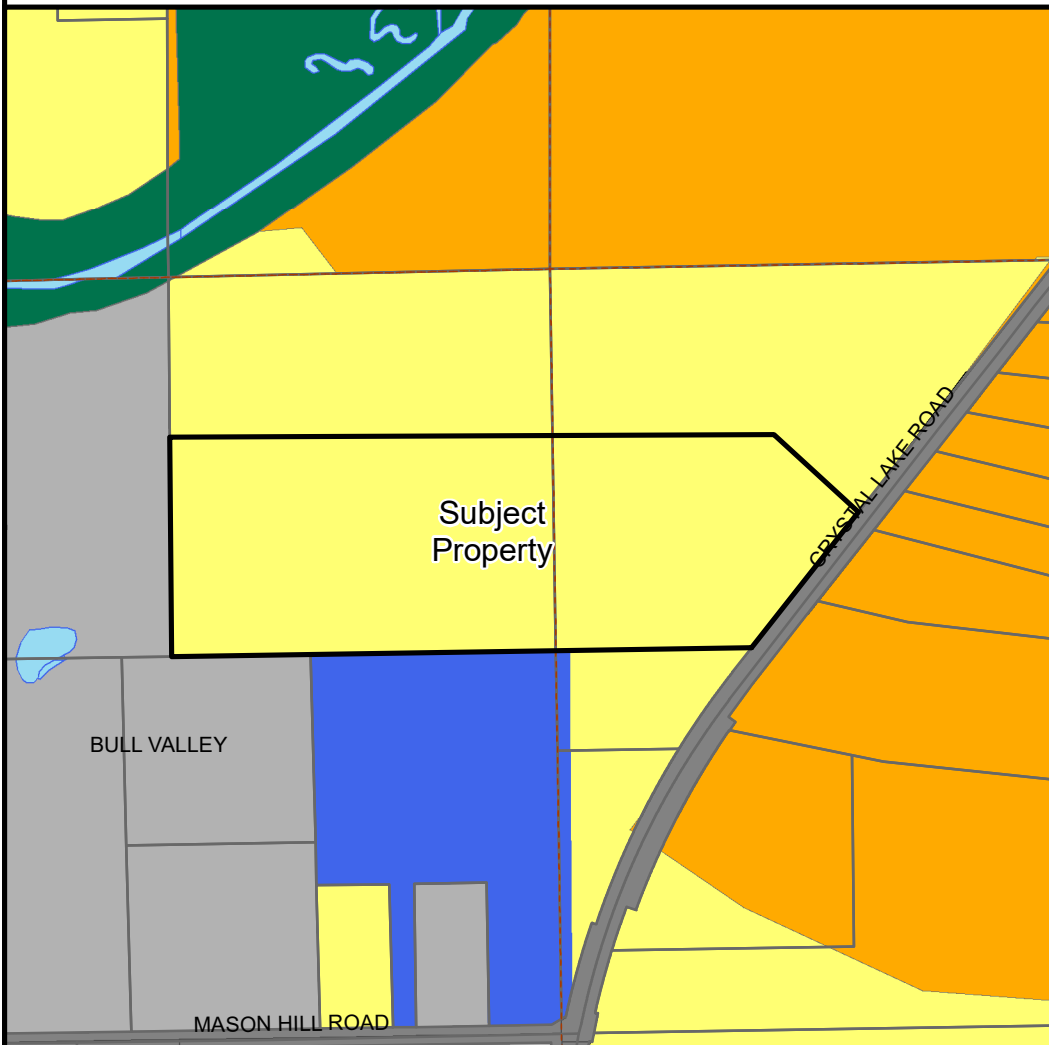 CRYSTAL LAKE ROAD
Subject
Property
BULL VALLEY
MASON HILL ROAD